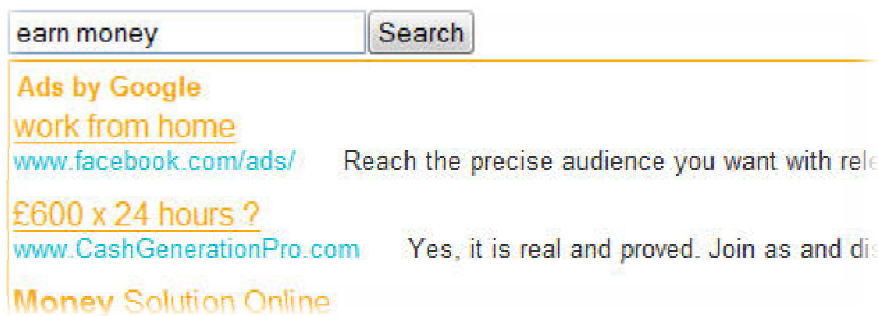 earn money Search
Ads by Google
work from home
www.facebook.com/ads/ Reach the precise audience you want with
£600 x 24 hours ?
www.CashGenerationPro.com Yes, it is real and proved. Join as and
Money Solution Online